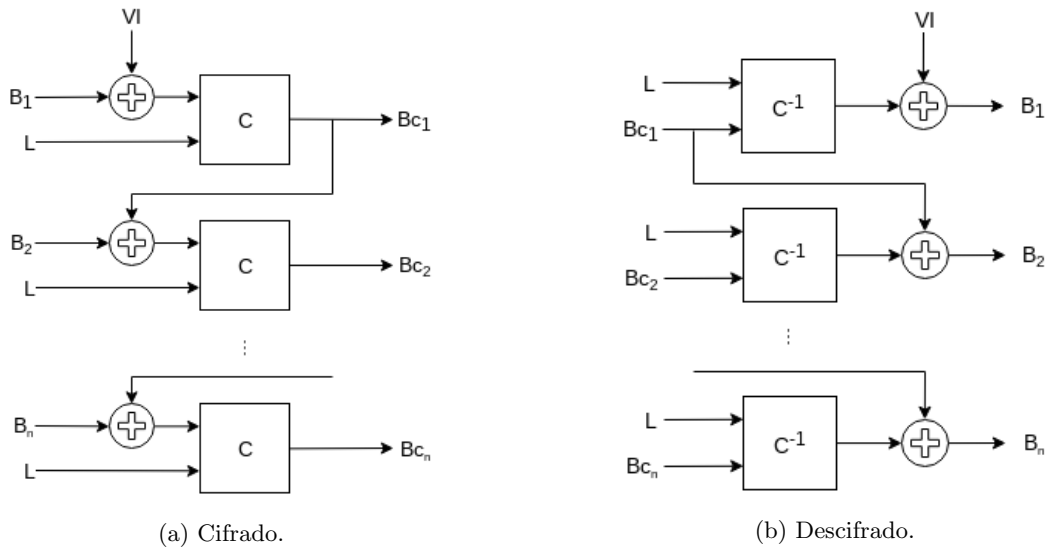 VI
B1
L
C
Bc1
B2
L
C
Bc2
⋮
Bn
L
C
Bcn
(a) Cifrado.
VI
L
Bc1
C-1
B1
L
Bc2
C-1
B2
⋮
L
Bcn
C-1
Bn
(b) Descifrado.